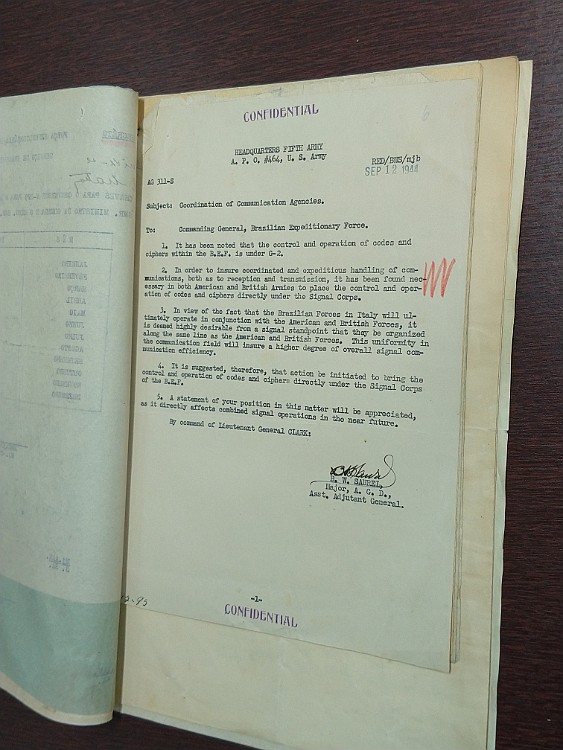 CONFIDENTIAL
HEADQUARTERS FIFTH ARMY
A. P. O. #464, U. S. Army
RED/BWS/njb
SEP 12 1944
AG 311-S
Subject: Coordination of Communication Agencies.
To: Commanding General, Brazilian Expeditionary Force.
1. It has been noted that the control and operation of codes and
ciphers within the B.E.F. is under G-2.
2. In order to insure coordinated and expeditious handling of com-
munications, both as to reception and transmission, it has been found nec-
essary in both American and British Armies to place the control and oper-
ation of codes and ciphers directly under the Signal Corps.
3. In view of the fact that the Brazilian Forces in Italy will ul-
timately operate in conjunction with the American and British Forces, it
is deemed highly desirable from a signal standpoint that they be organized
along the same line as the American and British Forces. This uniformity in
the communication field will insure a higher degree of overall signal com-
munication efficiency.
4. It is suggested, therefore, that action be initiated to bring the
control and operation of codes and ciphers directly under the Signal Corps
of the B.E.F.
5. A statement of your position in this matter will be appreciated,
as it directly affects combined signal operations in the near future.
By command of Lieutenant General CLARK:
W. SAUREL,
Major, A. G. D.,
Asst. Adjutant General.
-1-
CONFIDENTIAL